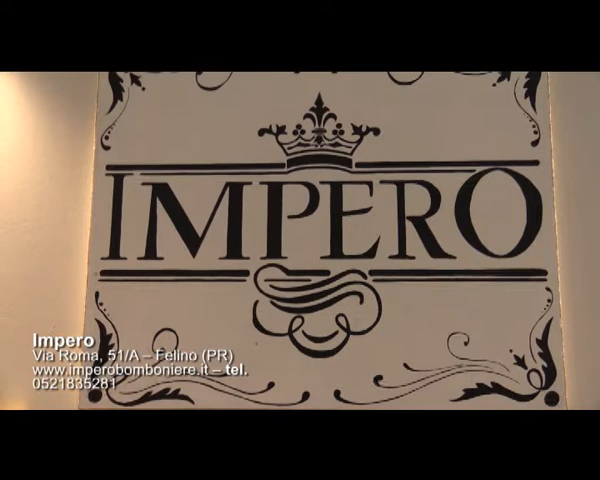 IMPERO
Impero
Via Roma, 51/A – Felino (PR)
www.imperobomboniere.it – tel.
0521835281